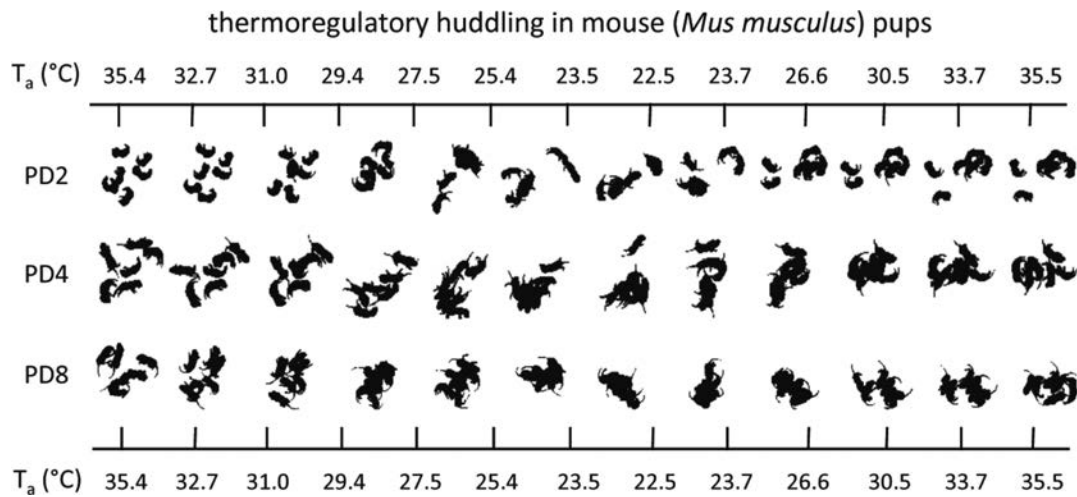 thermoregulatory huddling in mouse (Mus musculus) pups
Ta (°C) 35.4 32.7 31.0 29.4 27.5 25.4 23.5 22.5 23.7 26.6 30.5 33.7 35.5
PD2
PD4
PD8
Ta (°C) 35.4 32.7 31.0 29.4 27.5 25.4 23.5 22.5 23.7 26.6 30.5 33.7 35.5